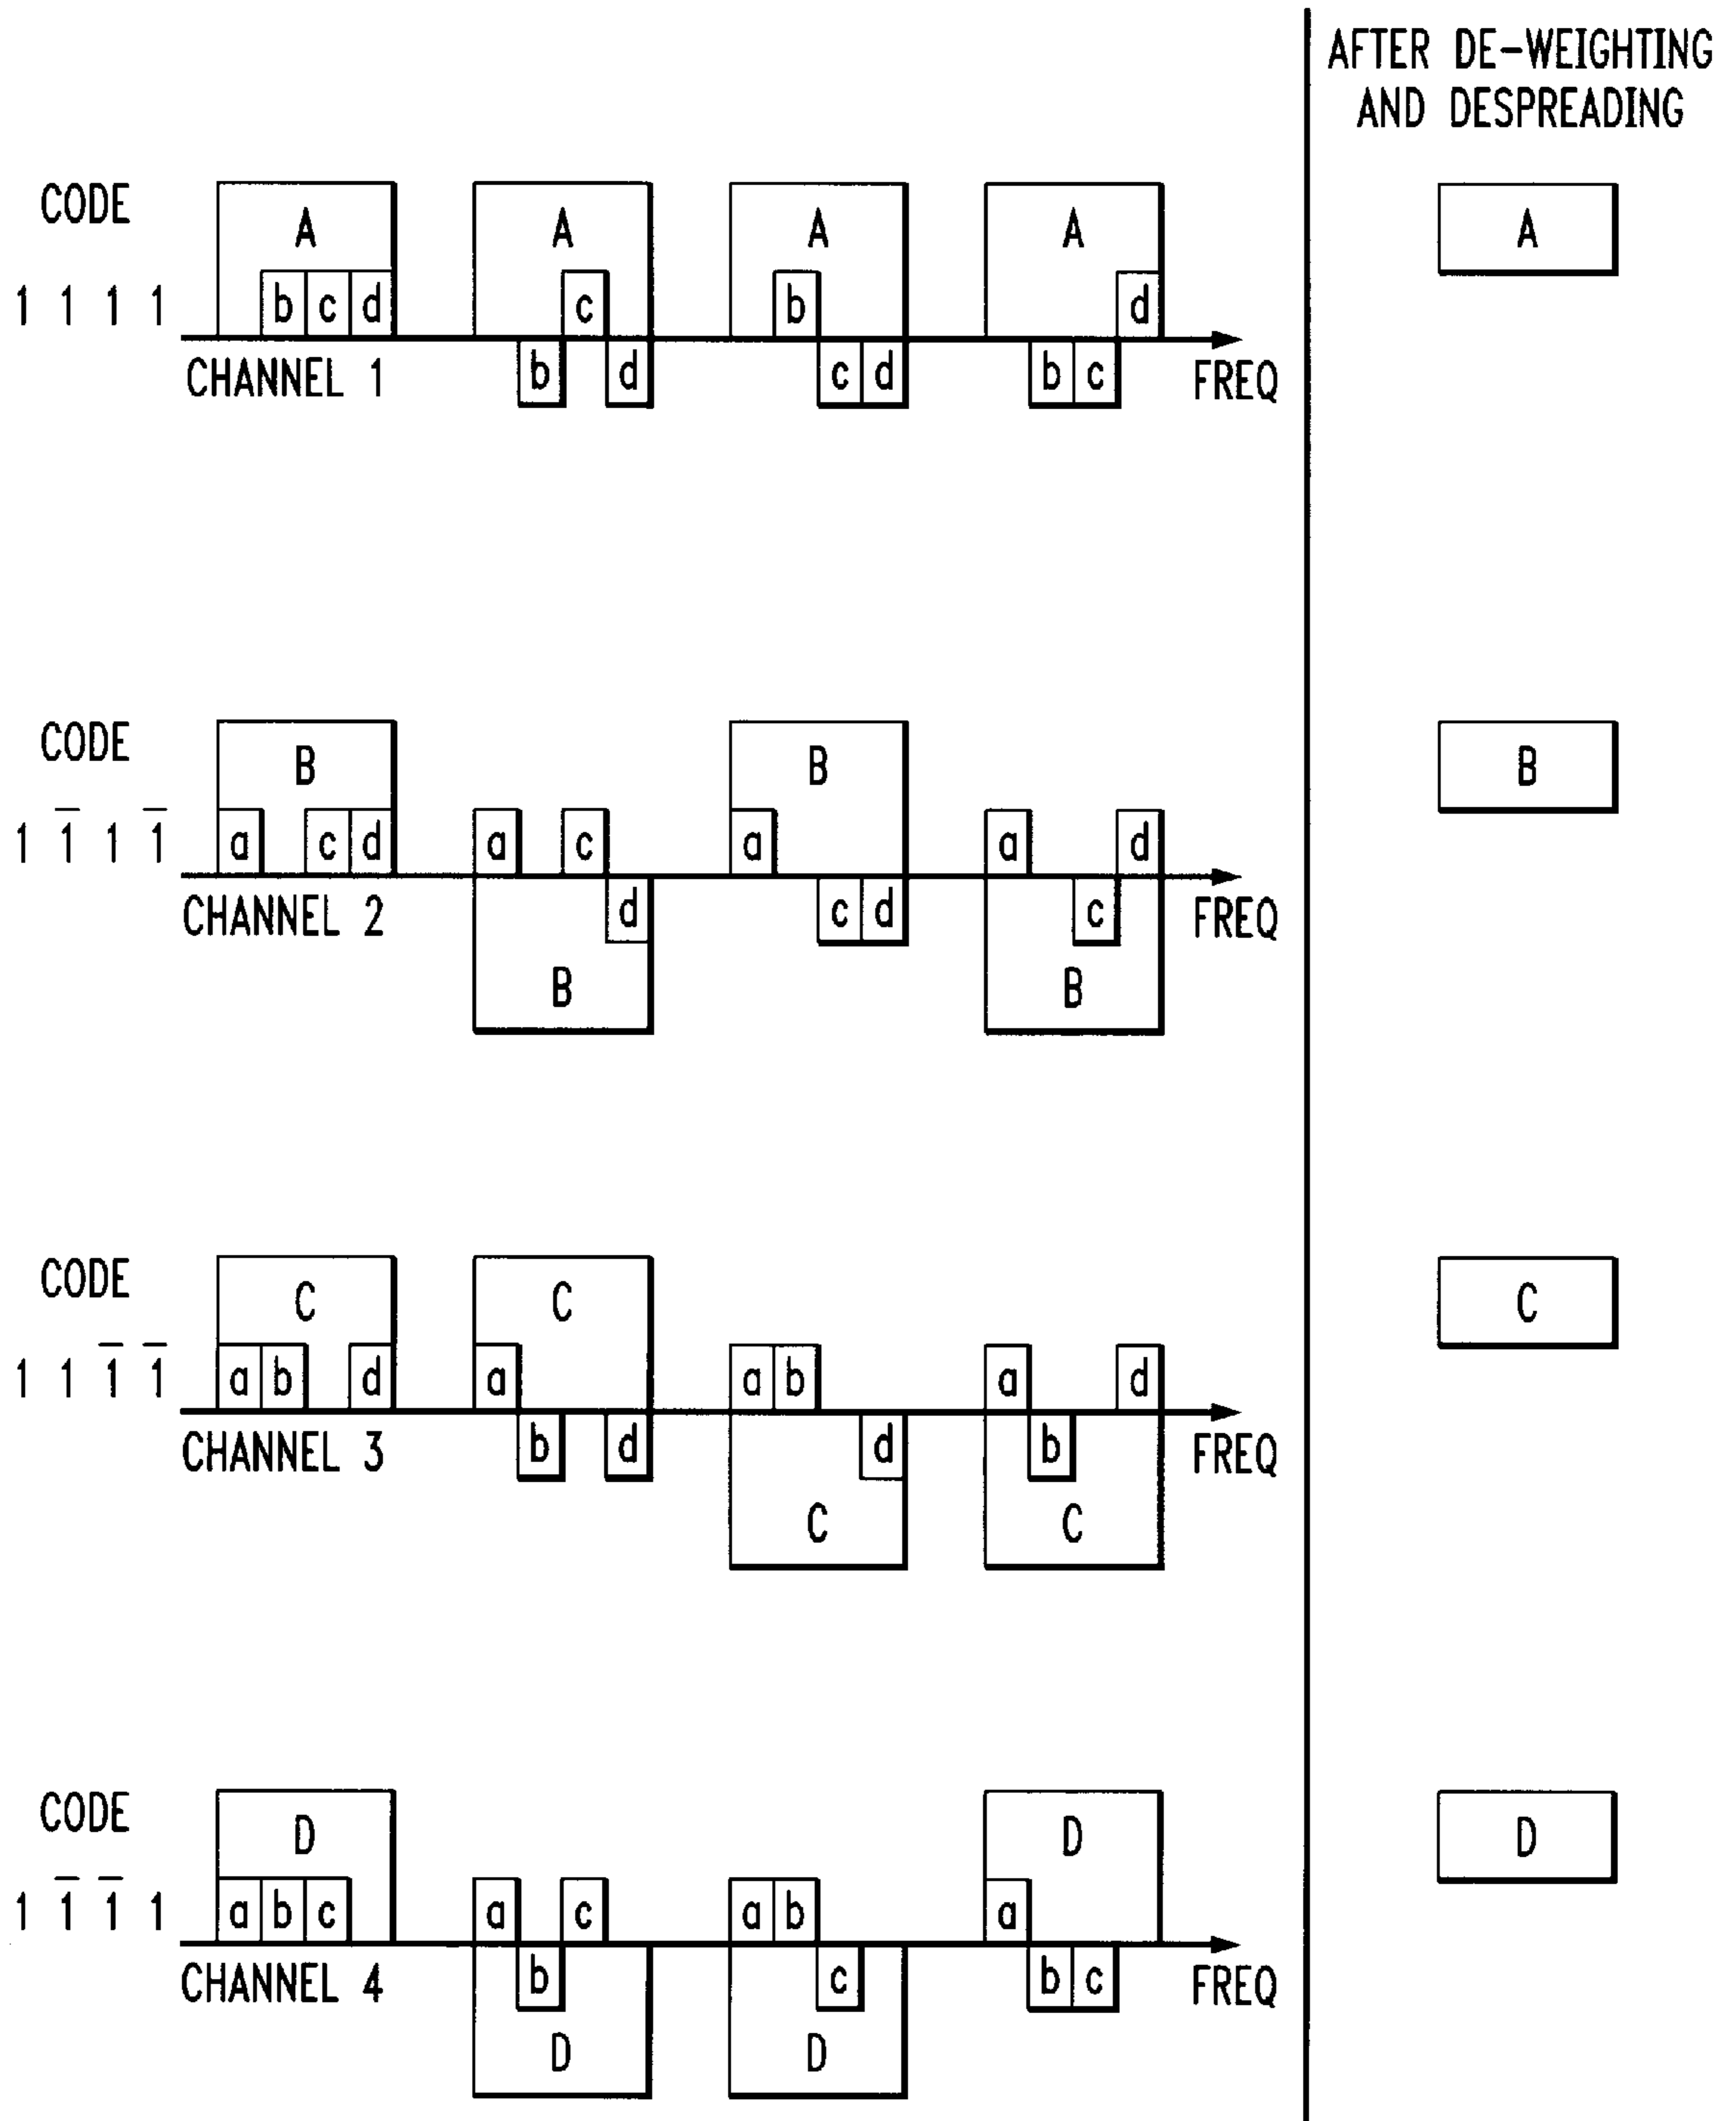 AFTER DE-WEIGHTING
AND DESPREADING
CODE
A A A A A
1 1 1 1 b c d c b d
CHANNEL 1 b d c d b c FREQ
CODE
B B B
1 1̅ 1 1̅ a c d a c a a d
CHANNEL 2 d c d c FREQ
B B
CODE
C C C
1 1 1̅ 1̅ a b d a a b a d
CHANNEL 3 b d d b FREQ
C C
CODE
D D D
1 1̅ 1̅ 1 a b c a c a b a
CHANNEL 4 b c b c FREQ
D D